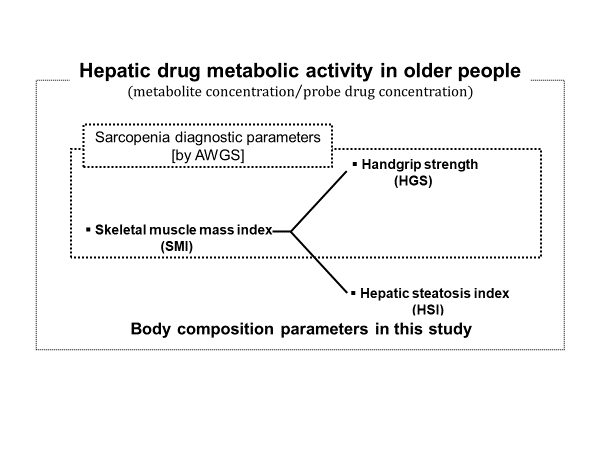 Hepatic drug metabolic activity in older people
(metabolite concentration/probe drug concentration)
Sarcopenia diagnostic parameters
[by AWGS]
▪ Handgrip strength
(HGS)
▪ Skeletal muscle mass index
(SMI)
▪ Hepatic steatosis index
(HSI)
Body composition parameters in this study